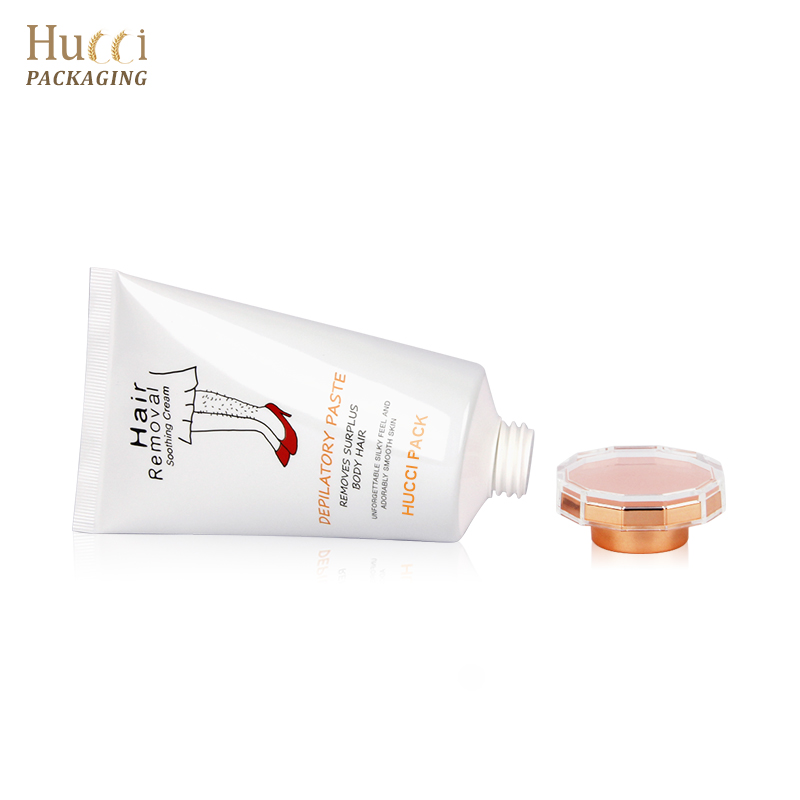 Hucci
PACKAGING
Hair
Removal
Soothing Cream
DEPILATORY PASTE
REMOVES SURPLUS
BODY HAIR
UNFORGETTABLE SILKY FEEL AND
ADORABLY SMOOTH SKIN
HUCCI PACK